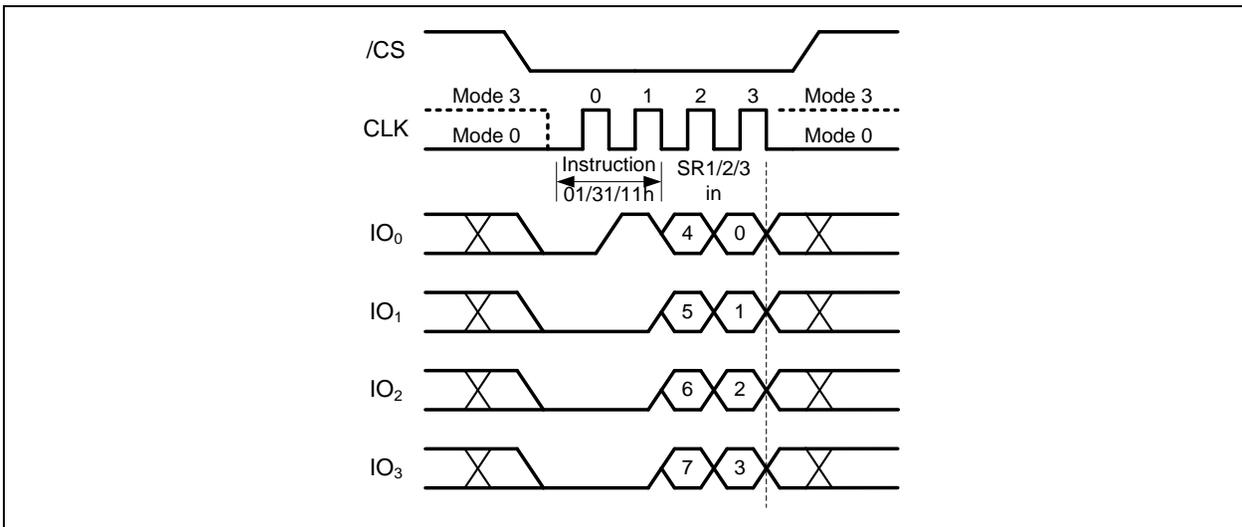 /CS
Mode 3 0 1 2 3 Mode 3
CLK
Mode 0 Mode 0
Instruction SR1/2/3
01/31/11h in
IO₀ 4 0
IO₁ 5 1
IO₂ 6 2
IO₃ 7 3